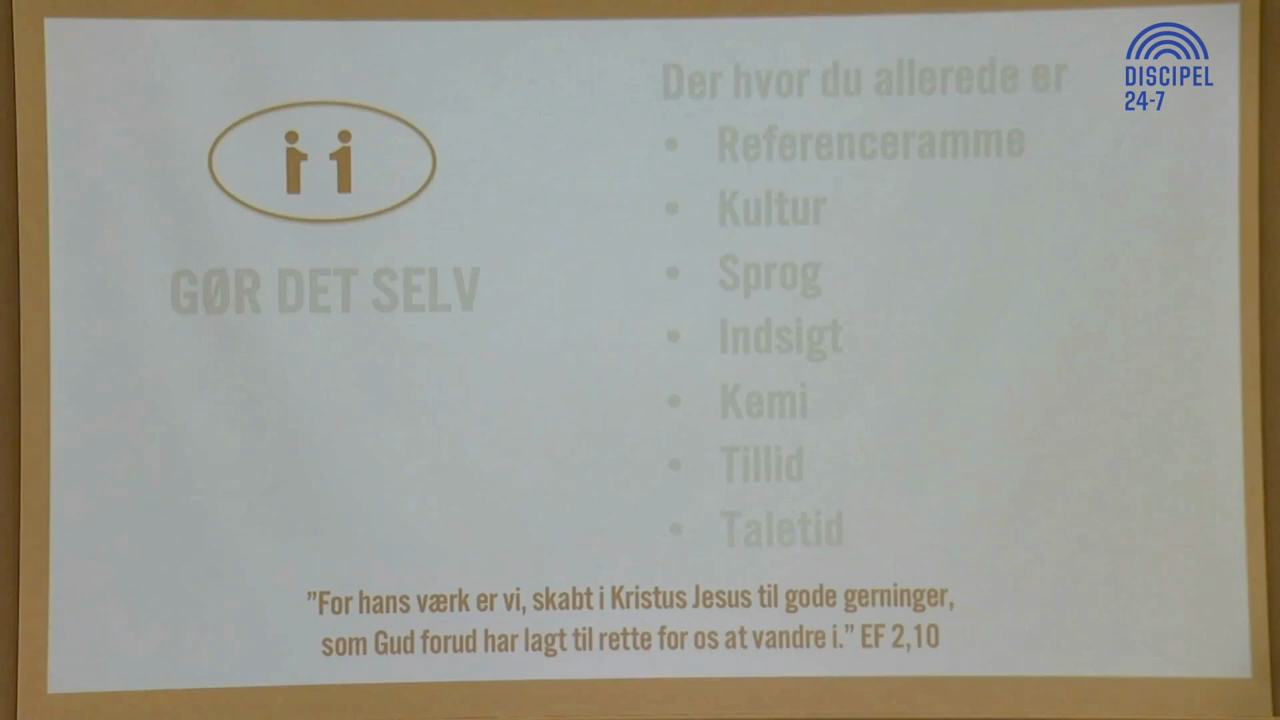 DISCIPEL
24-7
GØR DET SELV
Der hvor du allerede er
• Referenceramme
• Kultur
• Sprog
• Indsigt
• Kemi
• Tillid
• Taletid
”For hans værk er vi, skabt i Kristus Jesus til gode gerninger,
som Gud forud har lagt til rette for os at vandre i.” EF 2,10